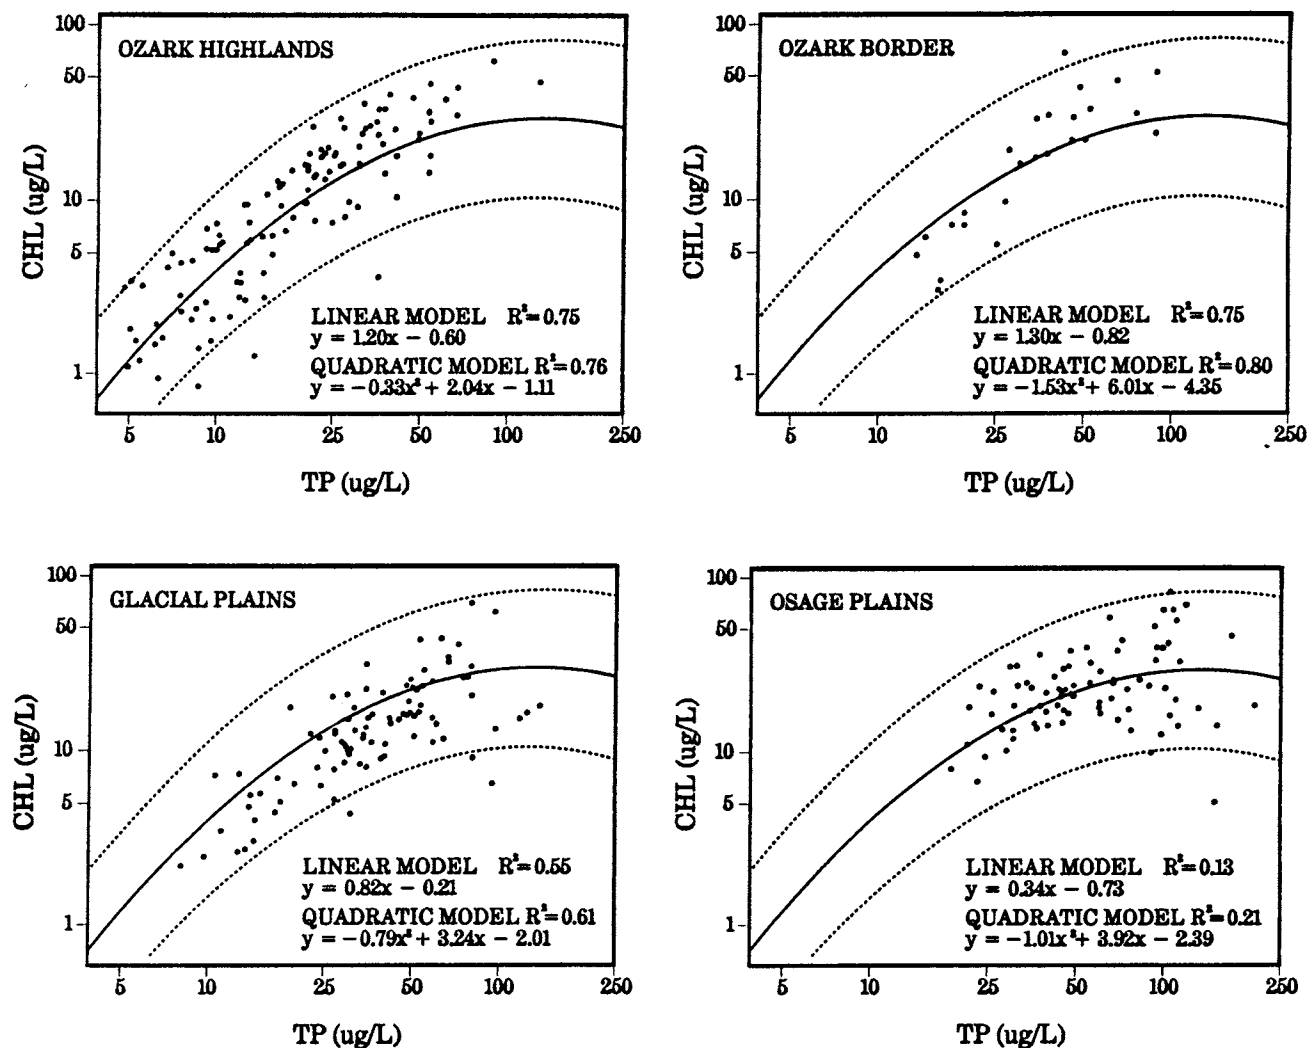 OZARK HIGHLANDS
100
50
10
5
1
CHL (ug/L)
LINEAR MODEL R²=0.75
y = 1.20x − 0.60
QUADRATIC MODEL R²=0.76
y = −0.33x² + 2.04x − 1.11
5 10 25 50 100 250
TP (ug/L)
OZARK BORDER
100
50
10
5
1
CHL (ug/L)
LINEAR MODEL R²=0.75
y = 1.30x − 0.82
QUADRATIC MODEL R²=0.80
y = −1.53x² + 6.01x − 4.35
5 10 25 50 100 250
TP (ug/L)
GLACIAL PLAINS
100
50
10
5
1
CHL (ug/L)
LINEAR MODEL R²=0.55
y = 0.82x − 0.21
QUADRATIC MODEL R²=0.61
y = −0.79x² + 3.24x − 2.01
5 10 25 50 100 250
TP (ug/L)
OSAGE PLAINS
100
50
10
5
1
CHL (ug/L)
LINEAR MODEL R²=0.13
y = 0.34x − 0.73
QUADRATIC MODEL R²=0.21
y = −1.01x² + 3.92x − 2.39
5 10 25 50 100 250
TP (ug/L)